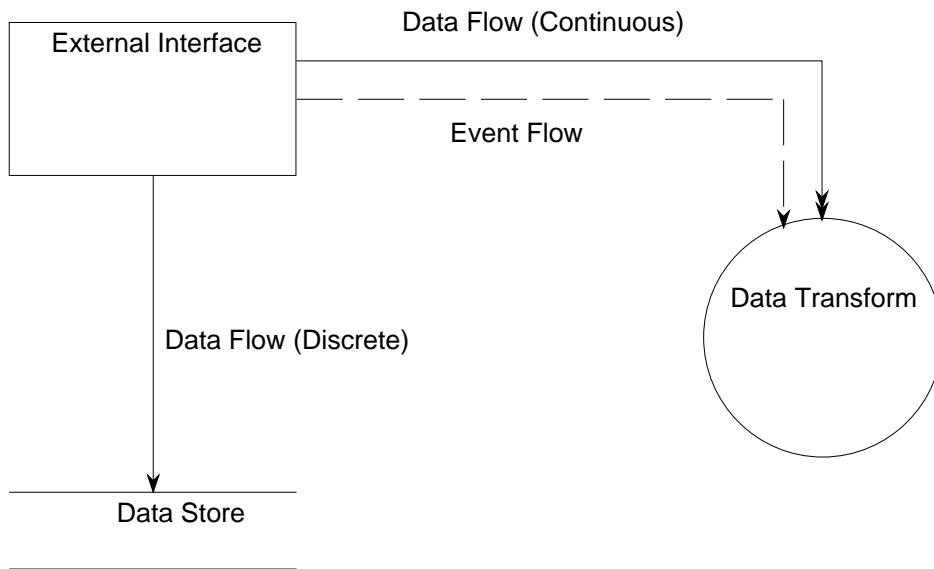 Data Flow (Continuous)
External Interface
Event Flow
Data Transform
Data Flow (Discrete)
Data Store